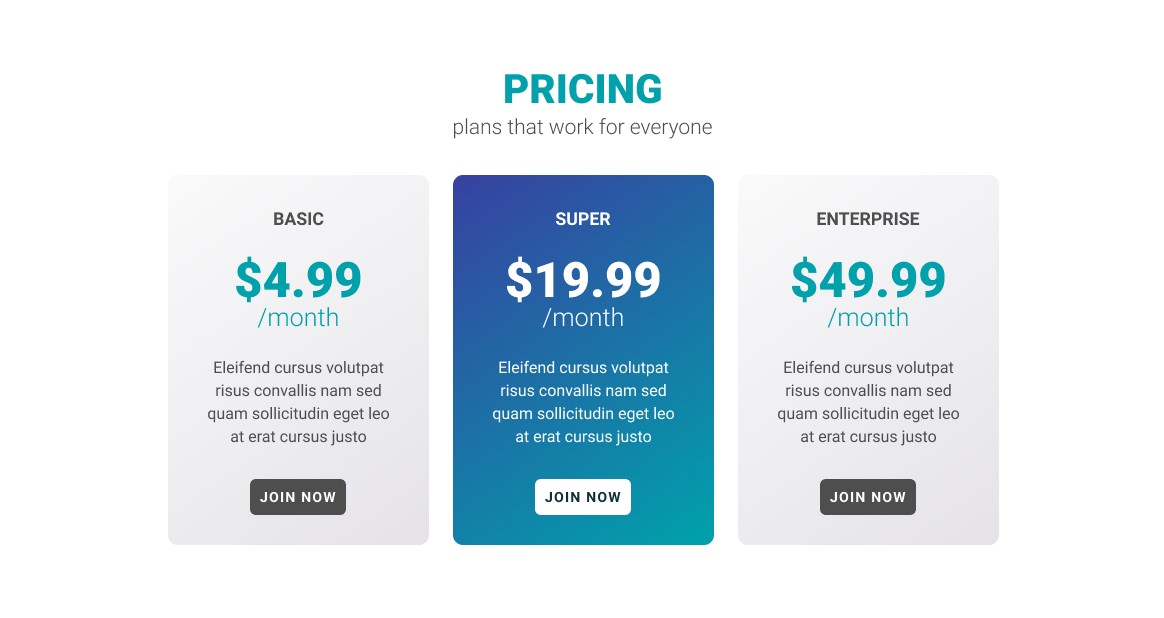 PRICING
plans that work for everyone
BASIC
$4.99
/month
Eleifend cursus volutpat
risus convallis nam sed
quam sollicitudin eget leo
at erat cursus justo
JOIN NOW
SUPER
$19.99
/month
Eleifend cursus volutpat
risus convallis nam sed
quam sollicitudin eget leo
at erat cursus justo
JOIN NOW
ENTERPRISE
$49.99
/month
Eleifend cursus volutpat
risus convallis nam sed
quam sollicitudin eget leo
at erat cursus justo
JOIN NOW